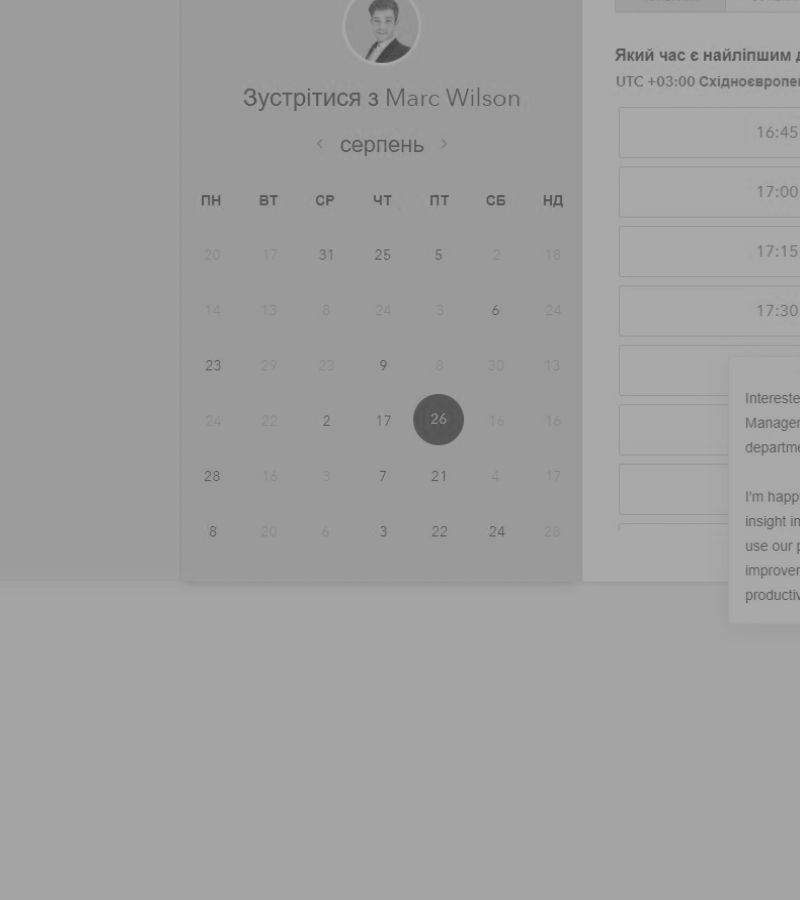 Зустрітися з Marc Wilson
‹ серпень ›
ПН ВТ СР ЧТ ПТ СБ НД
20 17 31 25 5 2 18
14 13 8 24 3 6 24
23 29 23 9 8 30 13
24 22 2 17 26 16 16
28 16 3 7 21 4 17
8 20 6 3 22 24 28
Який час є найліпшим д
UTC +03:00 Східноєвропе
16:45
17:00
17:15
17:30
Intereste
Manager
departme
I'm happ
insight in
use our p
improver
productiv